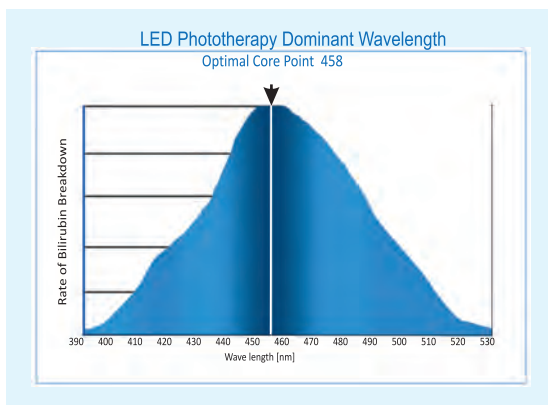 LED Phototherapy Dominant Wavelength
Optimal Core Point 458
Rate of Bilirubin Breakdown
390 400 410 420 430 440 450 460 470 480 490 500 510 520 530
Wave length [nm]